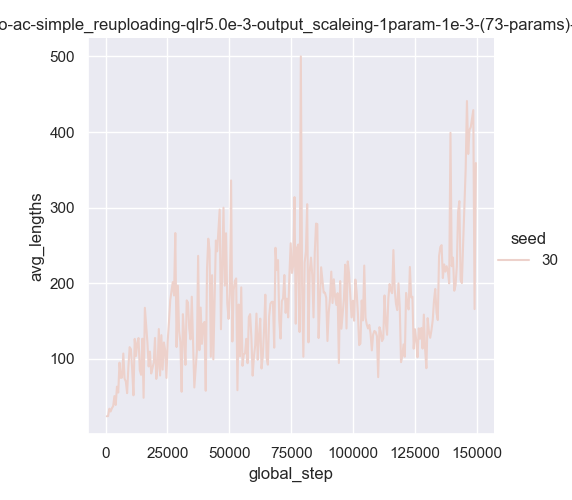 o-ac-simple_reuploading-qlr5.0e-3-output_scaleing-1param-1e-3-(73-params)-
500
400
300
200
100
avg_lengths
seed
30
0 25000 50000 75000 100000 125000 150000
global_step